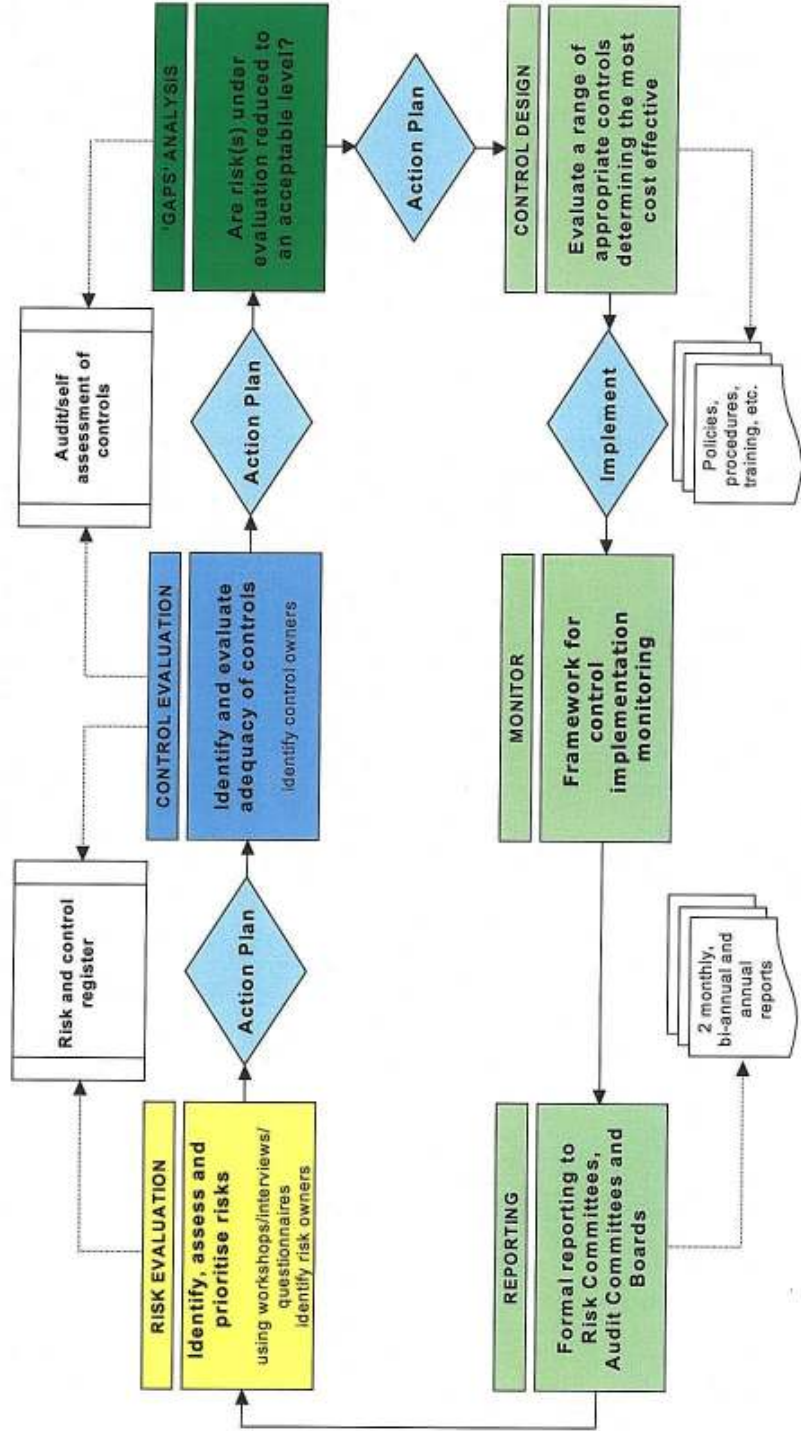 Risk and control
register
Audit/self
assessment of
controls
RISK EVALUATION
Identify, assess and
prioritise risks
using workshops/interviews/
questionnaires
identify risk owners
Action Plan
CONTROL EVALUATION
Identify and evaluate
adequacy of controls
identify control owners
Action Plan
'GAPS' ANALYSIS
Are risk(s) under
evaluation reduced to
an acceptable level?
Action Plan
CONTROL DESIGN
Evaluate a range of
appropriate controls
determining the most
cost effective
Policies,
procedures,
training, etc.
Implement
MONITOR
Framework for
control
implementation
monitoring
REPORTING
Formal reporting to
Risk Committees,
Audit Committees and
Boards
2 monthly,
bi-annual and
annual
reports